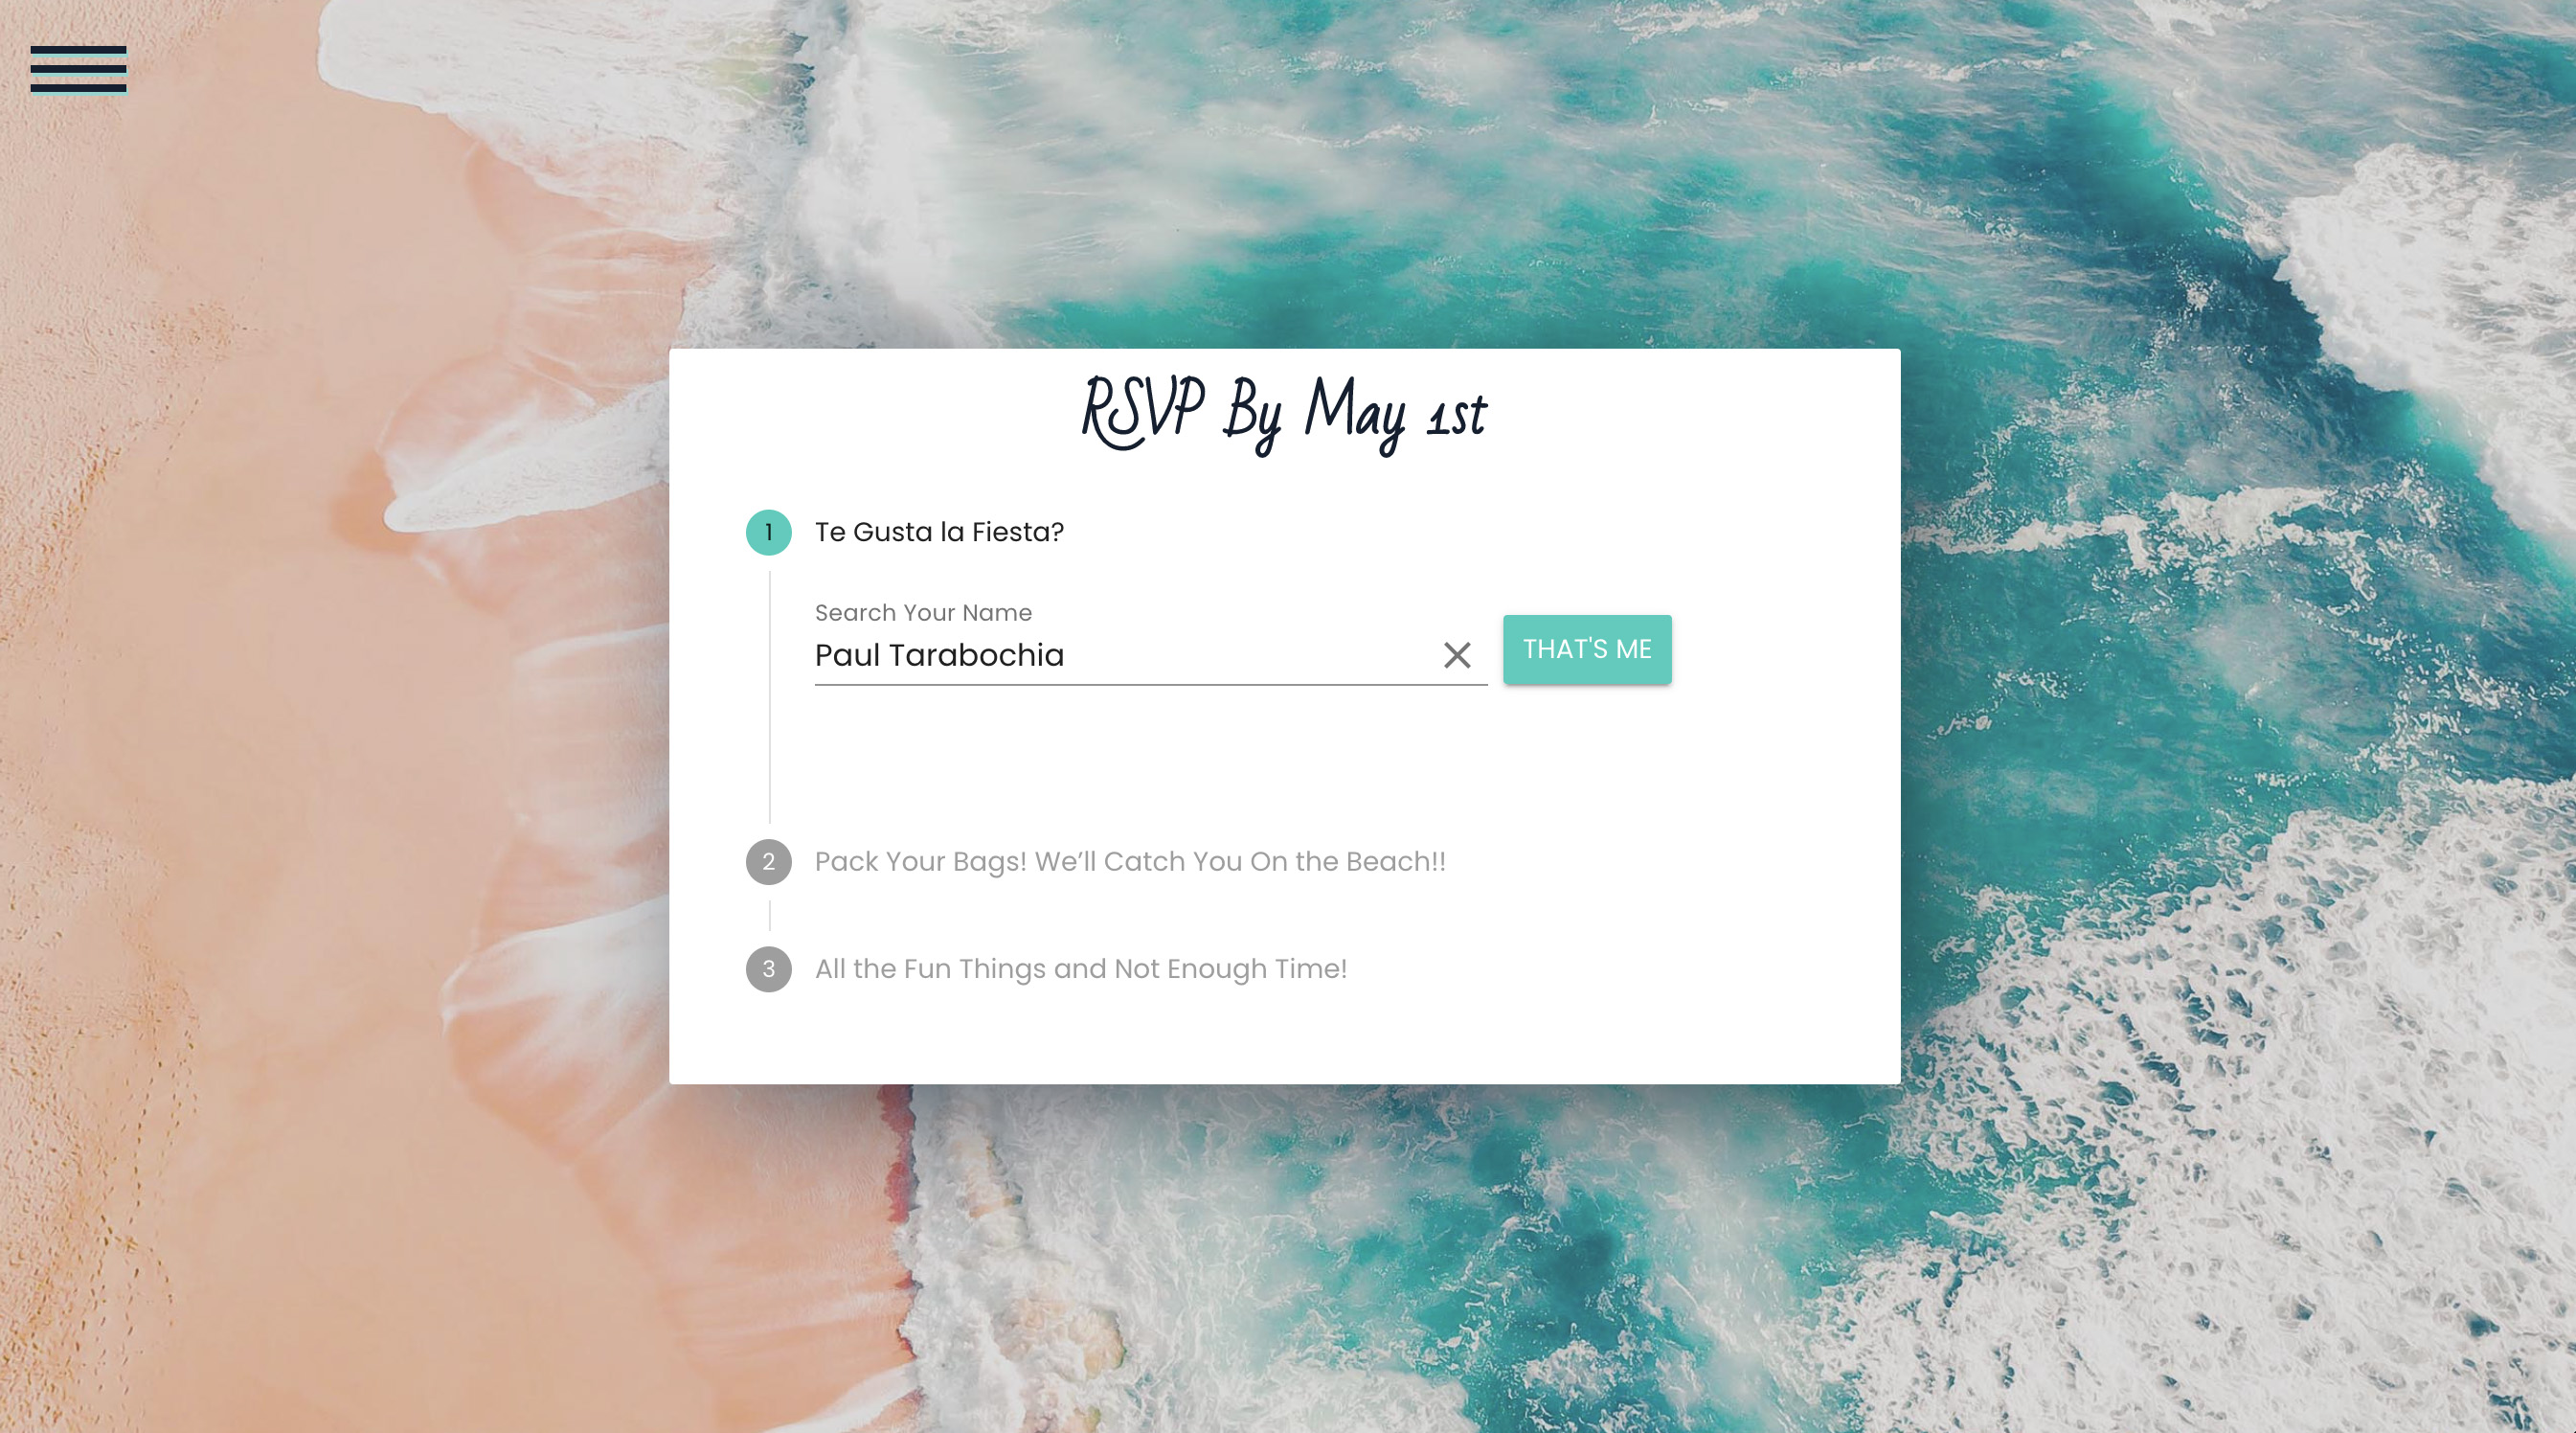 RSVP By May 1st
1 Te Gusta la Fiesta?
Search Your Name
Paul Tarabochia
THAT'S ME
2 Pack Your Bags! We’ll Catch You On the Beach!!
3 All the Fun Things and Not Enough Time!